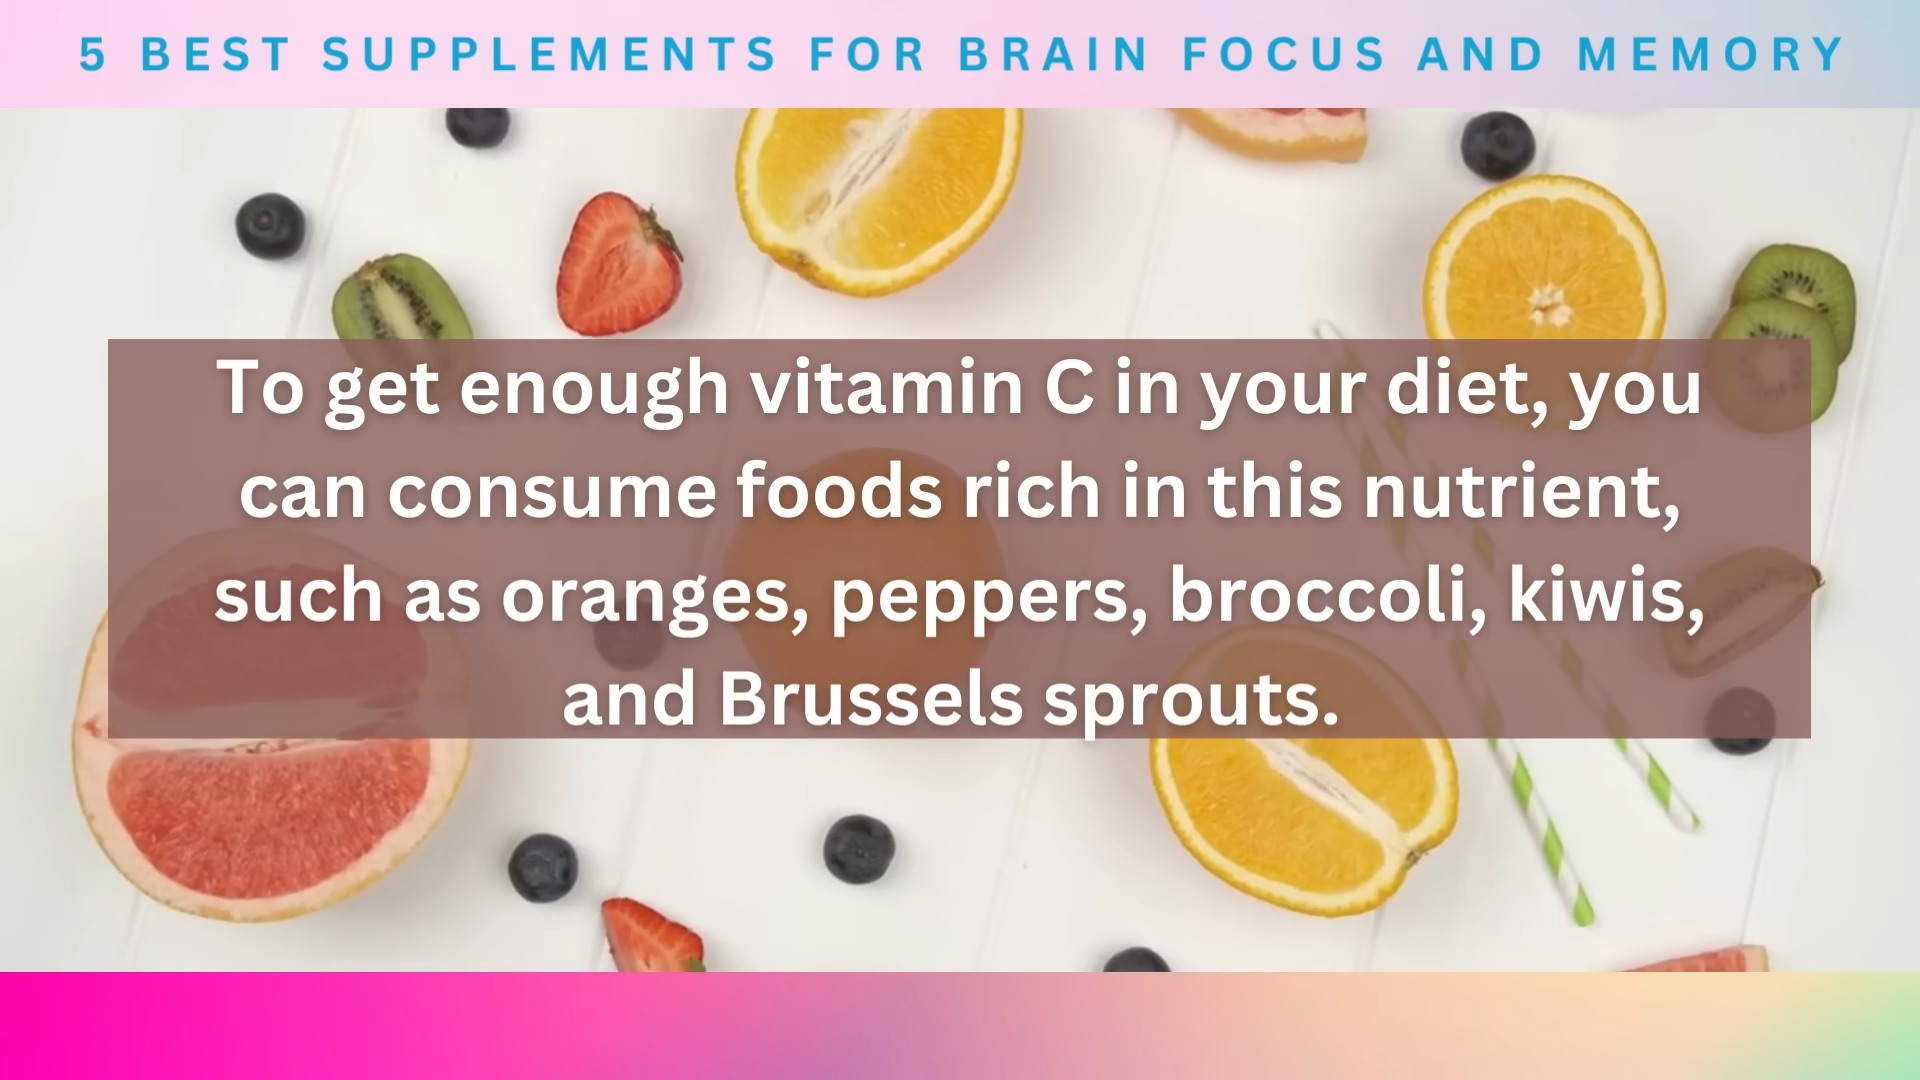 5 BEST SUPPLEMENTS FOR BRAIN FOCUS AND MEMORY
To get enough vitamin C in your diet, you
can consume foods rich in this nutrient,
such as oranges, peppers, broccoli, kiwis,
and Brussels sprouts.